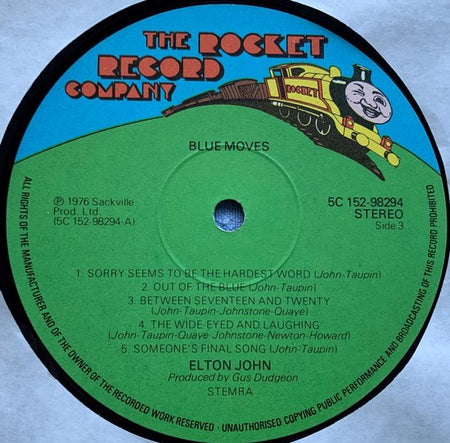 THE ROCKET
RECORD
COMPANY
ROCKET
BLUE MOVES
℗ 1976 Sackville
Prod. Ltd
(5C 152-98294-A)
5C 152-98294
STEREO
Side 3
1. SORRY SEEMS TO BE THE HARDEST WORD (John-Taupin)
2. OUT OF THE BLUE (John-Taupin)
3. BETWEEN SEVENTEEN AND TWENTY
(John-Taupin-Johnstone-Quaye)
4. THE WIDE-EYED AND LAUGHING
(John-Taupin-Quaye-Johnstone-Newton-Howard)
5. SOMEONE'S FINAL SONG (John-Taupin)
ELTON JOHN
Produced by Gus Dudgeon
STEMRA
ALL RIGHTS OF THE MANUFACTURER AND OF THE OWNER OF THE RECORDED WORK RESERVED - UNAUTHORISED COPYING PUBLIC PERFORMANCE AND BROADCASTING OF THIS RECORD PROHIBITED